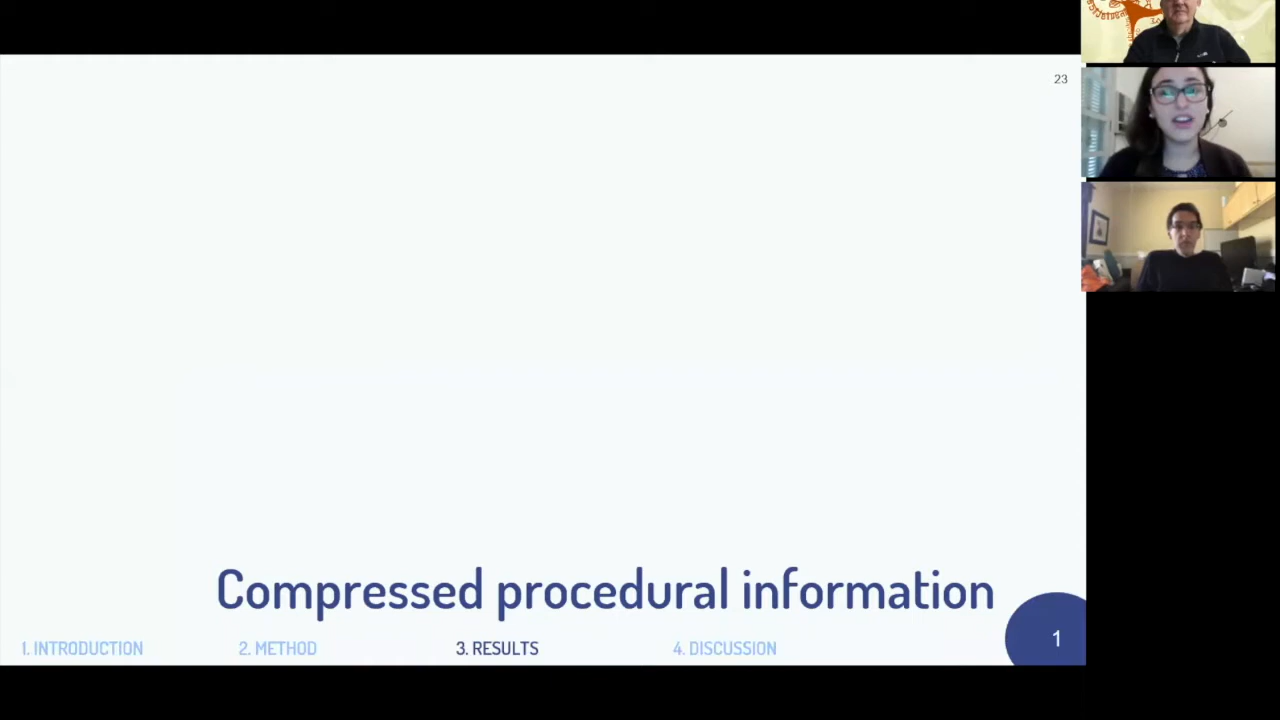 23
Compressed procedural information
1. INTRODUCTION
2. METHOD
3. RESULTS
4. DISCUSSION
1